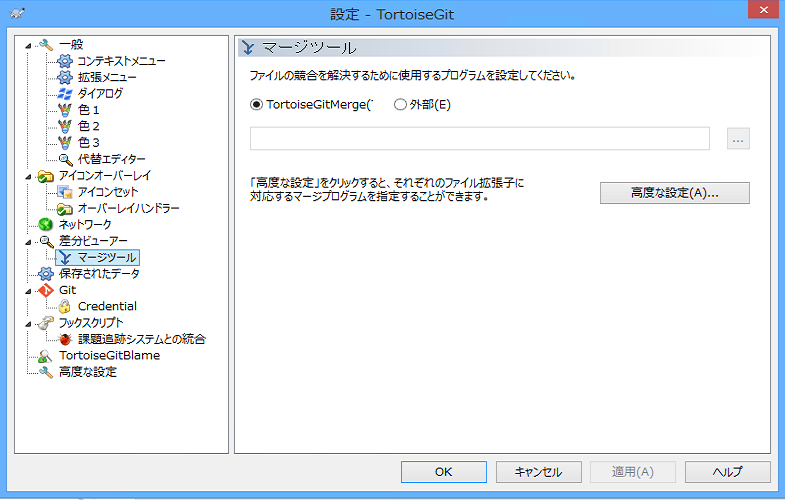 設定 - TortoiseGit
一般
コンテキストメニュー
拡張メニュー
ダイアログ
色 1
色 2
色 3
代替エディター
アイコンオーバーレイ
アイコンセット
オーバーレイハンドラー
ネットワーク
差分ビューアー
マージツール
保存されたデータ
Git
Credential
フックスクリプト
課題追跡システムとの統合
TortoiseGitBlame
高度な設定
マージツール
ファイルの競合を解決するために使用するプログラムを設定してください。
TortoiseGitMerge(
外部(E)
...
「高度な設定」をクリックすると、それぞれのファイル拡張子に
対応するマージプログラムを指定することができます。
高度な設定(A)...
OK
キャンセル
適用(A)
ヘルプ